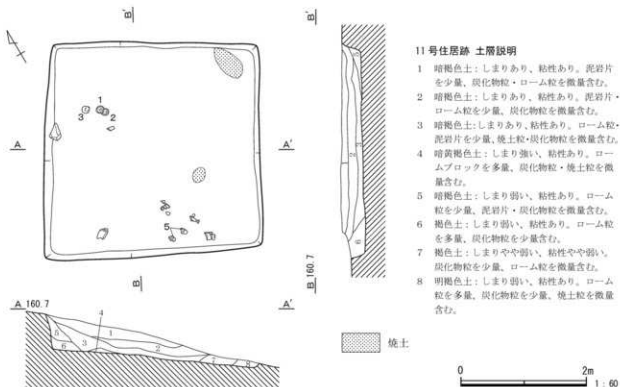 B'
B'
11号住居跡 土層説明
1 暗褐色土：しまりあり、粘性あり。泥岩片
を少量、炭化物粒・ローム粒を微量含む。
2 暗褐色土：しまりあり、粘性あり。泥岩片・
ローム粒を少量、炭化物粒を微量含む。
3 暗褐色土：しまりあり、粘性あり。ローム粒・
泥岩片を少量、焼土粒・炭化物粒を微量含む。
4 暗黄褐色土：しまり強い、粘性あり。ロー
ムブロックを多量、炭化物粒・焼土粒を微
量含む。
5 暗褐色土：しまり弱い、粘性あり。ローム
粒を少量、泥岩片・炭化物粒を微量含む。
6 褐色土：しまり弱い、粘性あり。ローム粒
を多量、炭化物粒を少量含む。
7 褐色土：しまりやや弱い、粘性やや弱い。
炭化物粒を少量、ローム粒を微量含む。
8 明褐色土：しまり弱い、粘性あり。ローム
粒を多量、炭化物粒を少量、焼土粒を微量
含む。
1
3
2
A
A'
5
B
B 160.7
2
6
A 160.7
A'
4
5
1
6
3
2
7
8
焼土
0
2m
1：60